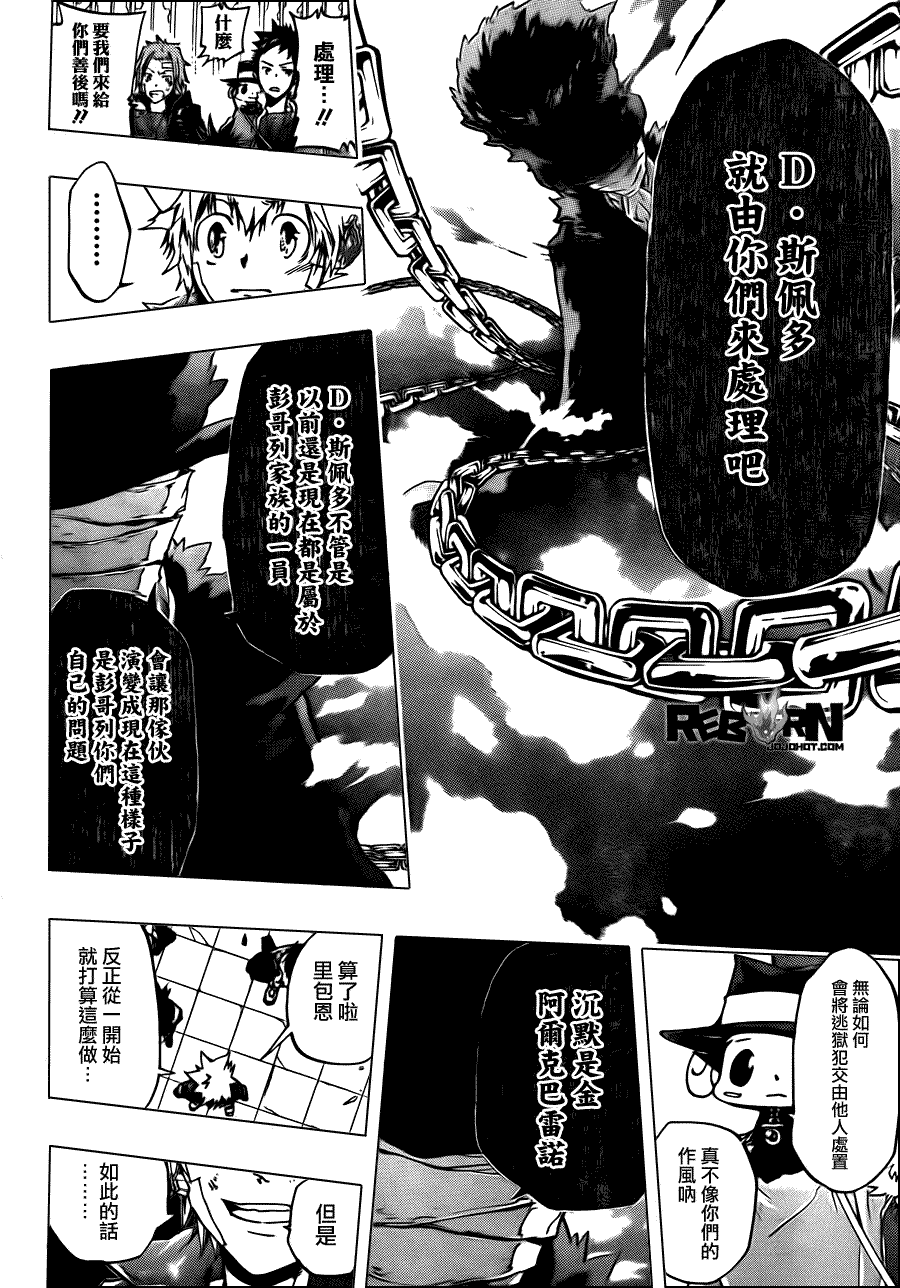 D・斯佩多
就由你們來處理吧
處理…!!
什麼
要我們來給
你們善後嗎!!
………
D・斯佩多不管是
以前還是現在都是屬於
彭哥列家族的一員
會讓那傢伙
演變成現在這種樣子
是彭哥列你們
自己的問題
REBORN
JOJOHOT.COM
無論如何
會將逃獄犯交由他人處置
真不像你們的
作風吶
沉默是金
阿爾克巴雷諾
算了啦
里包恩
反正從一開始
就打算這麼做…
但是
如此的話
………